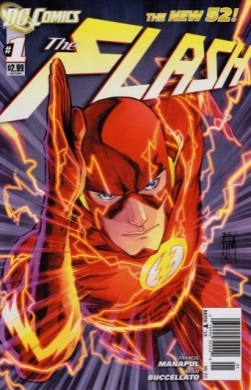 DC COMICS
THE NEW 52!
#1
$2.99
The FLASH
FRANCIS
MANAPUL
BRIAN
BUCCELLATO